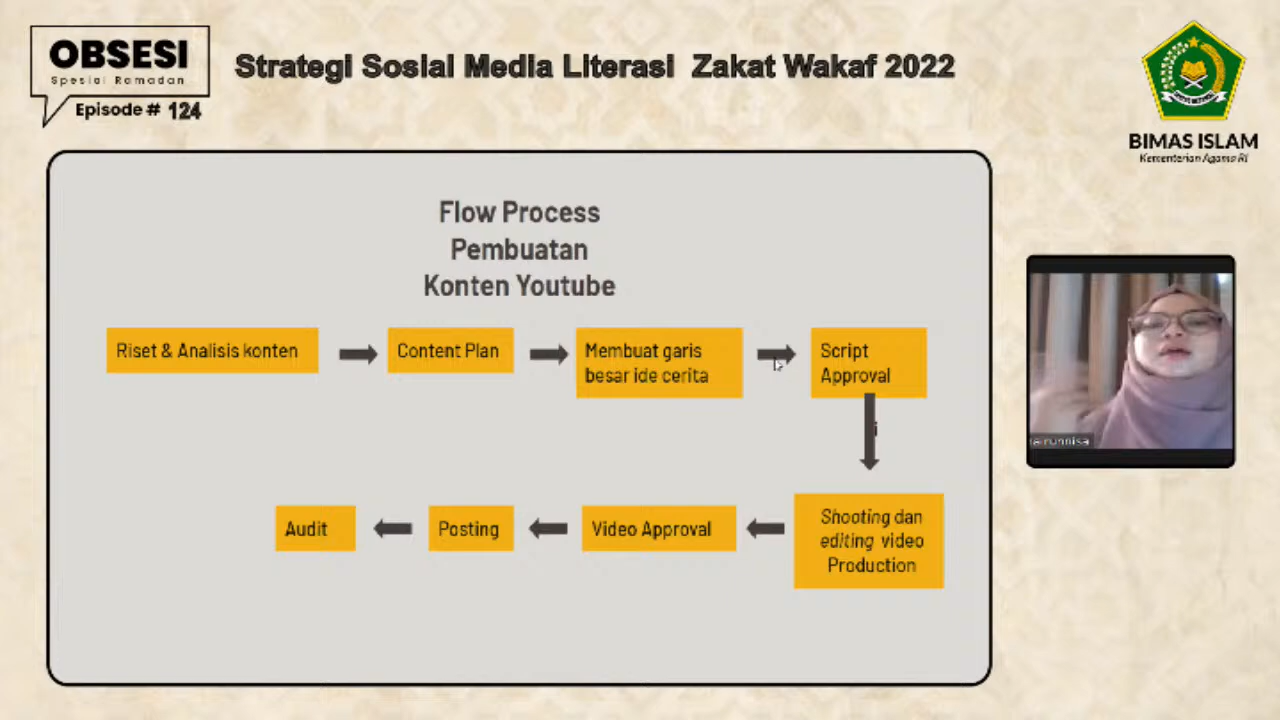 OBSESI
Spesial Ramadan
Episode # 124
Strategi Sosial Media Literasi Zakat Wakaf 2022
BIMAS ISLAM
Kementerian Agama RI
Flow Process
Pembuatan
Konten Youtube
Riset & Analisis konten
Content Plan
Membuat garis
besar ide cerita
Script
Approval
Shooting dan
editing video
Production
Video Approval
Posting
Audit